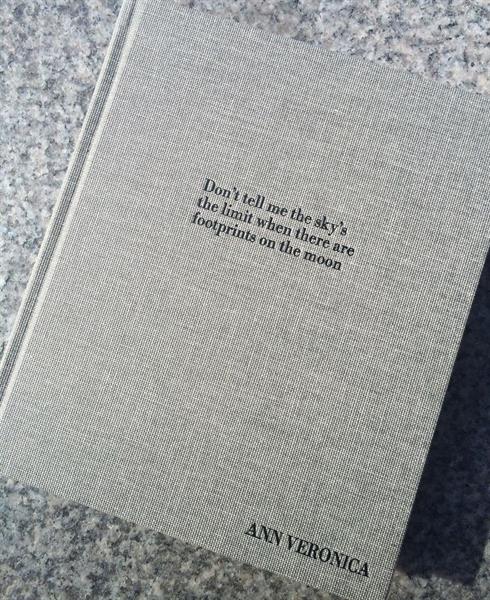 Don't tell me the sky's
the limit when there are
footprints on the moon
ANN VERONICA